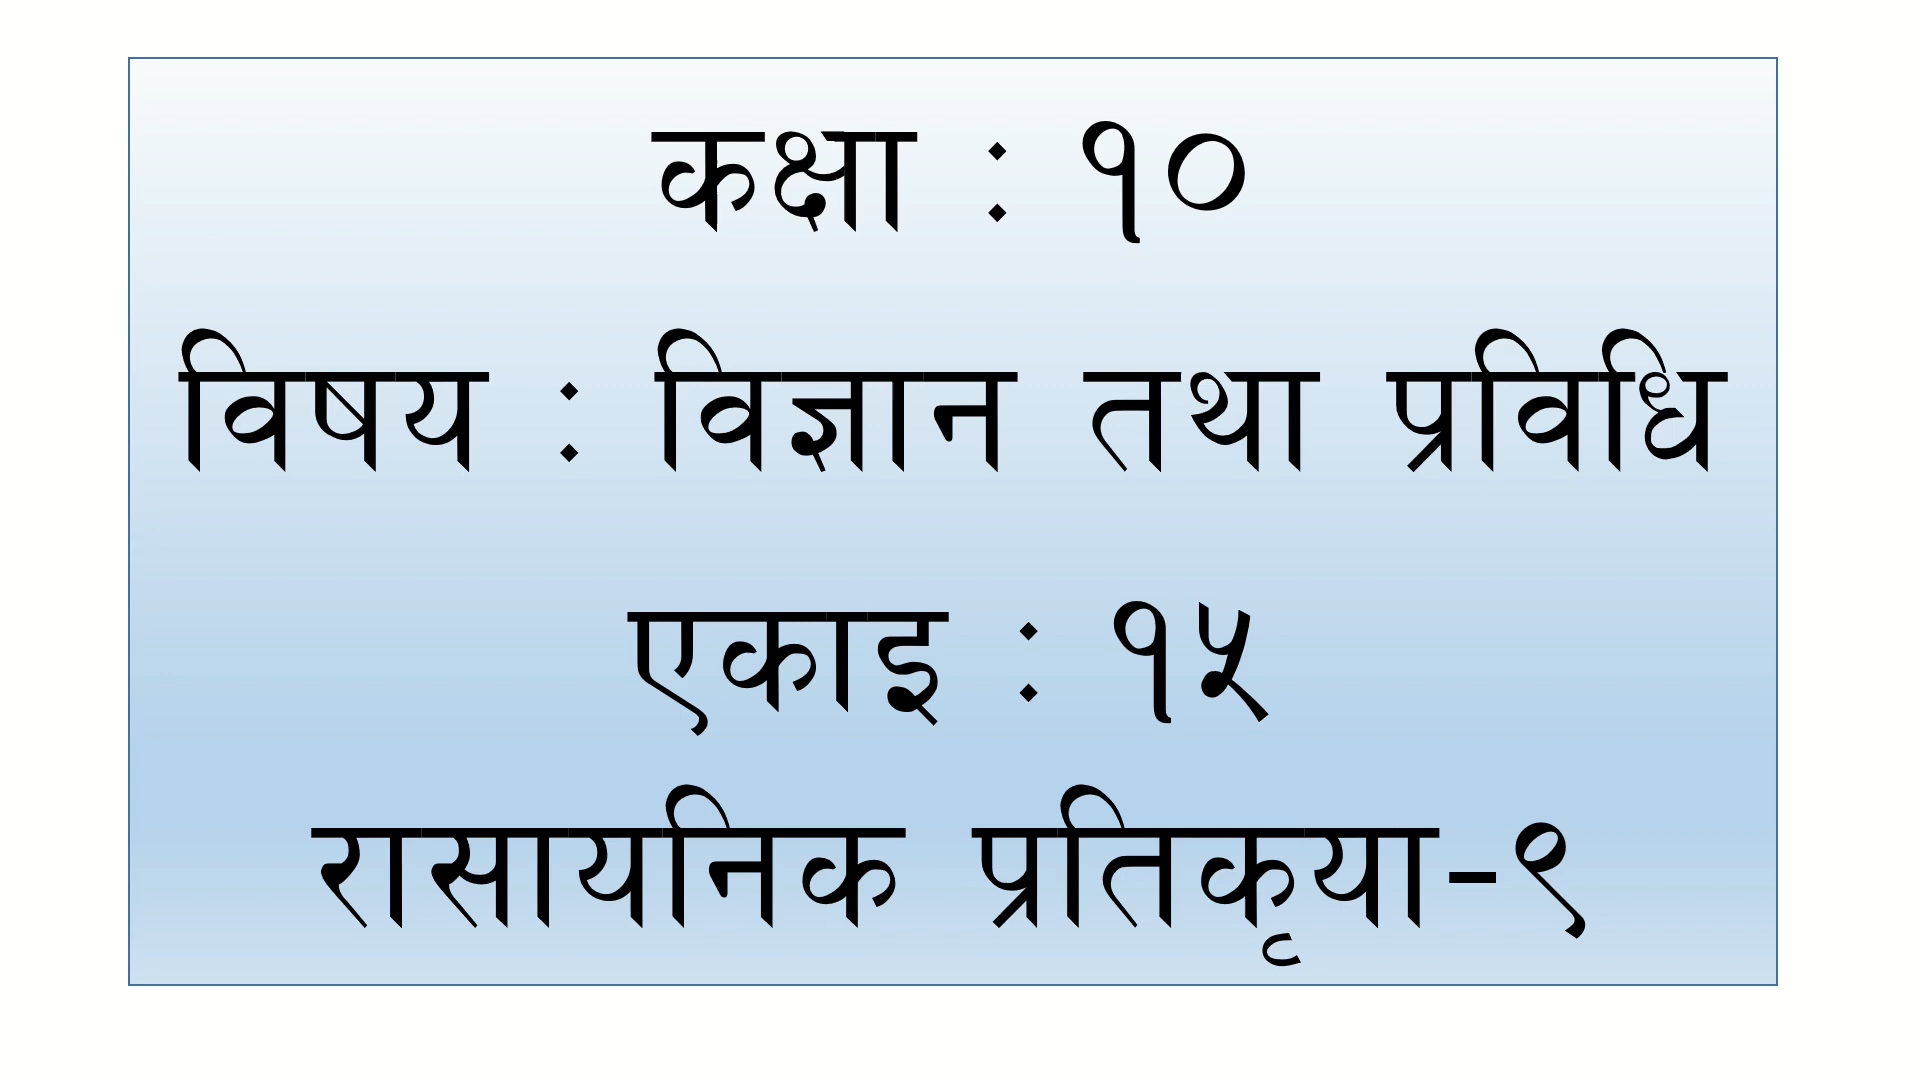 कक्षा : १०
विषय : विज्ञान तथा प्रविधि
एकाइ : १५
रासायनिक प्रतिकृया-९